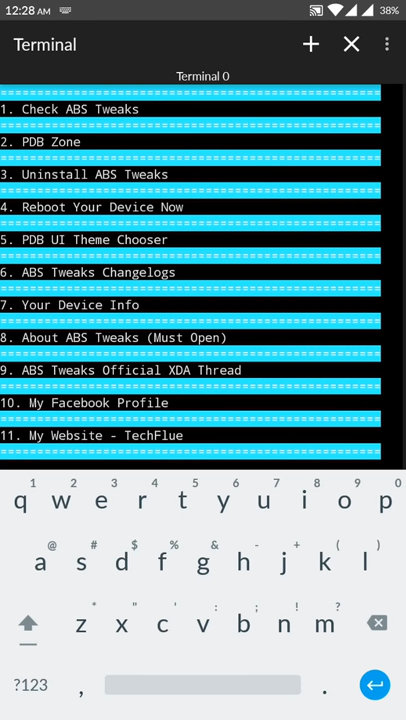 12:28 AM 38%
Terminal
Terminal 0
====================================================
1. Check ABS Tweaks
====================================================
2. PDB Zone
====================================================
3. Uninstall ABS Tweaks
====================================================
4. Reboot Your Device Now
====================================================
5. PDB UI Theme Chooser
====================================================
6. ABS Tweaks Changelogs
====================================================
7. Your Device Info
====================================================
8. About ABS Tweaks (Must Open)
====================================================
9. ABS Tweaks Official XDA Thread
====================================================
10. My Facebook Profile
====================================================
11. My Website - TechFlue
====================================================
1 2 3 4 5 6 7 8 9 0
q w e r t y u i o p
@ # $ % & - + ( )
a s d f g h j k l
* " ' : ; ! ?
z x c v b n m
?123 , .